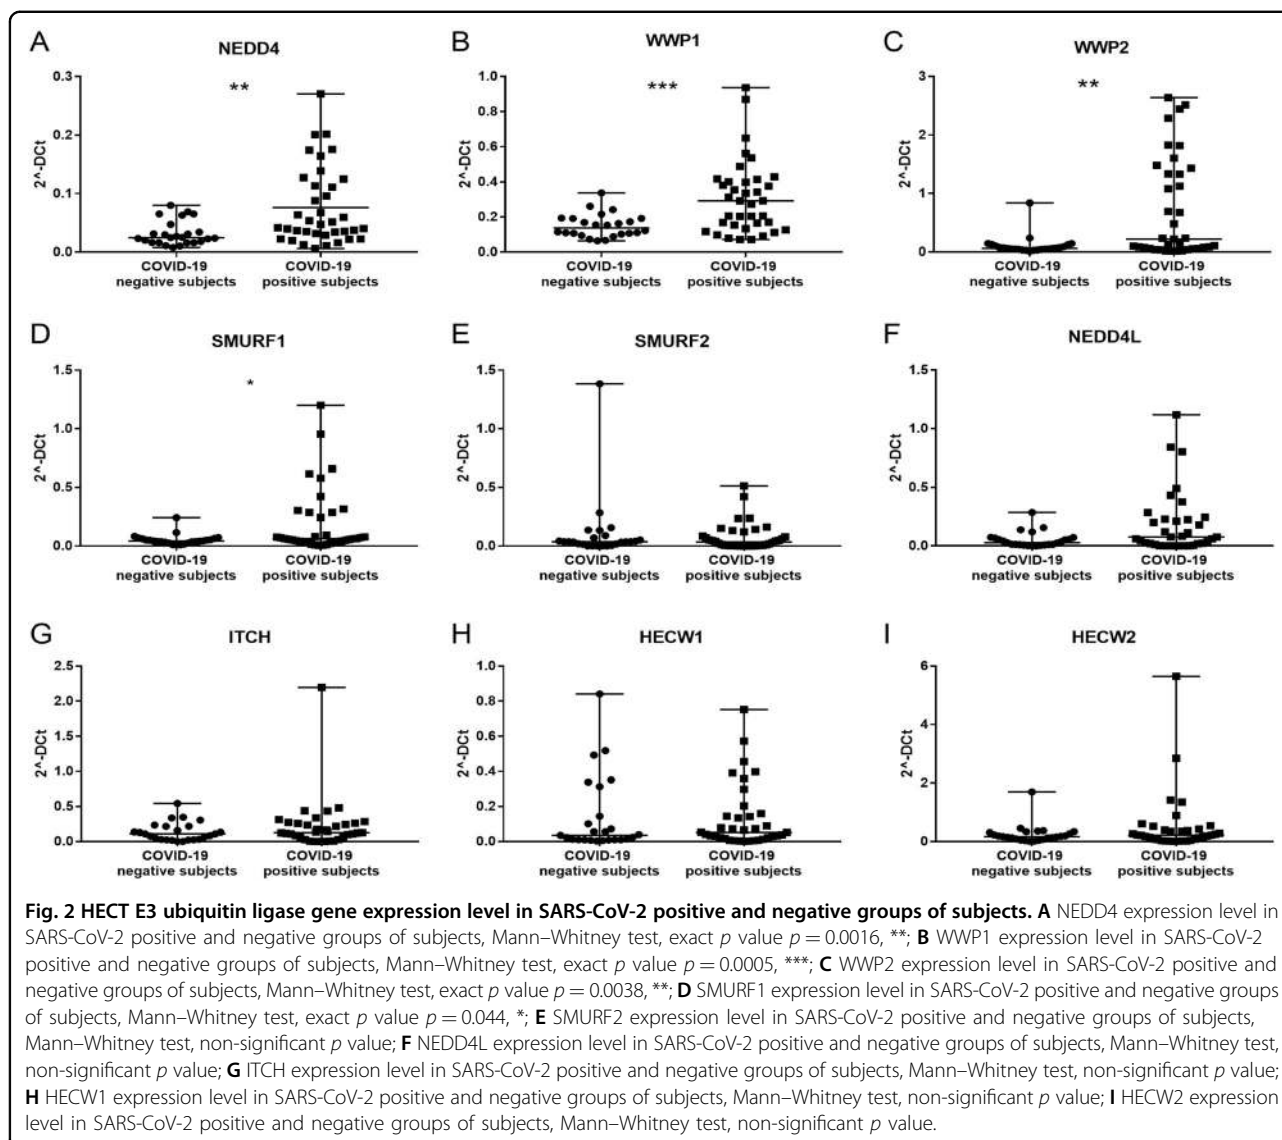 A
NEDD4
**
0.3
0.2
0.1
0.0
2^-DCt
COVID-19
negative subjects
COVID-19
positive subjects
B
WWP1
***
1.0
0.8
0.6
0.4
0.2
0.0
2^-DCt
COVID-19
negative subjects
COVID-19
positive subjects
C
WWP2
**
3
2
1
0
2^-DCt
COVID-19
negative subjects
COVID-19
positive subjects
D
SMURF1
*
1.5
1.0
0.5
0.0
2^-DCt
COVID-19
negative subjects
COVID-19
positive subjects
E
SMURF2
1.5
1.0
0.5
0.0
2^-DCt
COVID-19
negative subjects
COVID-19
positive subjects
F
NEDD4L
1.5
1.0
0.5
0.0
2^-DCt
COVID-19
negative subjects
COVID-19
positive subjects
G
ITCH
2.5
2.0
1.5
1.0
0.5
0.0
2^-DCt
COVID-19
negative subjects
COVID-19
positive subjects
H
HECW1
1.0
0.8
0.6
0.4
0.2
0.0
2^-DCt
COVID-19
negative subjects
COVID-19
positive subjects
I
HECW2
6
4
2
0
2^-DCt
COVID-19
negative subjects
COVID-19
positive subjects
Fig. 2 HECT E3 ubiquitin ligase gene expression level in SARS-CoV-2 positive and negative groups of subjects. A NEDD4 expression level in
SARS-CoV-2 positive and negative groups of subjects, Mann–Whitney test, exact p value p = 0.0016, **; B WWP1 expression level in SARS-CoV-2
positive and negative groups of subjects, Mann–Whitney test, exact p value p = 0.0005, ***; C WWP2 expression level in SARS-CoV-2 positive and
negative groups of subjects, Mann–Whitney test, exact p value p = 0.0038, **; D SMURF1 expression level in SARS-CoV-2 positive and negative groups
of subjects, Mann–Whitney test, exact p value p = 0.044, *; E SMURF2 expression level in SARS-CoV-2 positive and negative groups of subjects,
Mann–Whitney test, non-significant p value; F NEDD4L expression level in SARS-CoV-2 positive and negative groups of subjects, Mann–Whitney test,
non-significant p value; G ITCH expression level in SARS-CoV-2 positive and negative groups of subjects, Mann–Whitney test, non-significant p value;
H HECW1 expression level in SARS-CoV-2 positive and negative groups of subjects, Mann–Whitney test, non-significant p value; I HECW2 expression
level in SARS-CoV-2 positive and negative groups of subjects, Mann–Whitney test, non-significant p value.